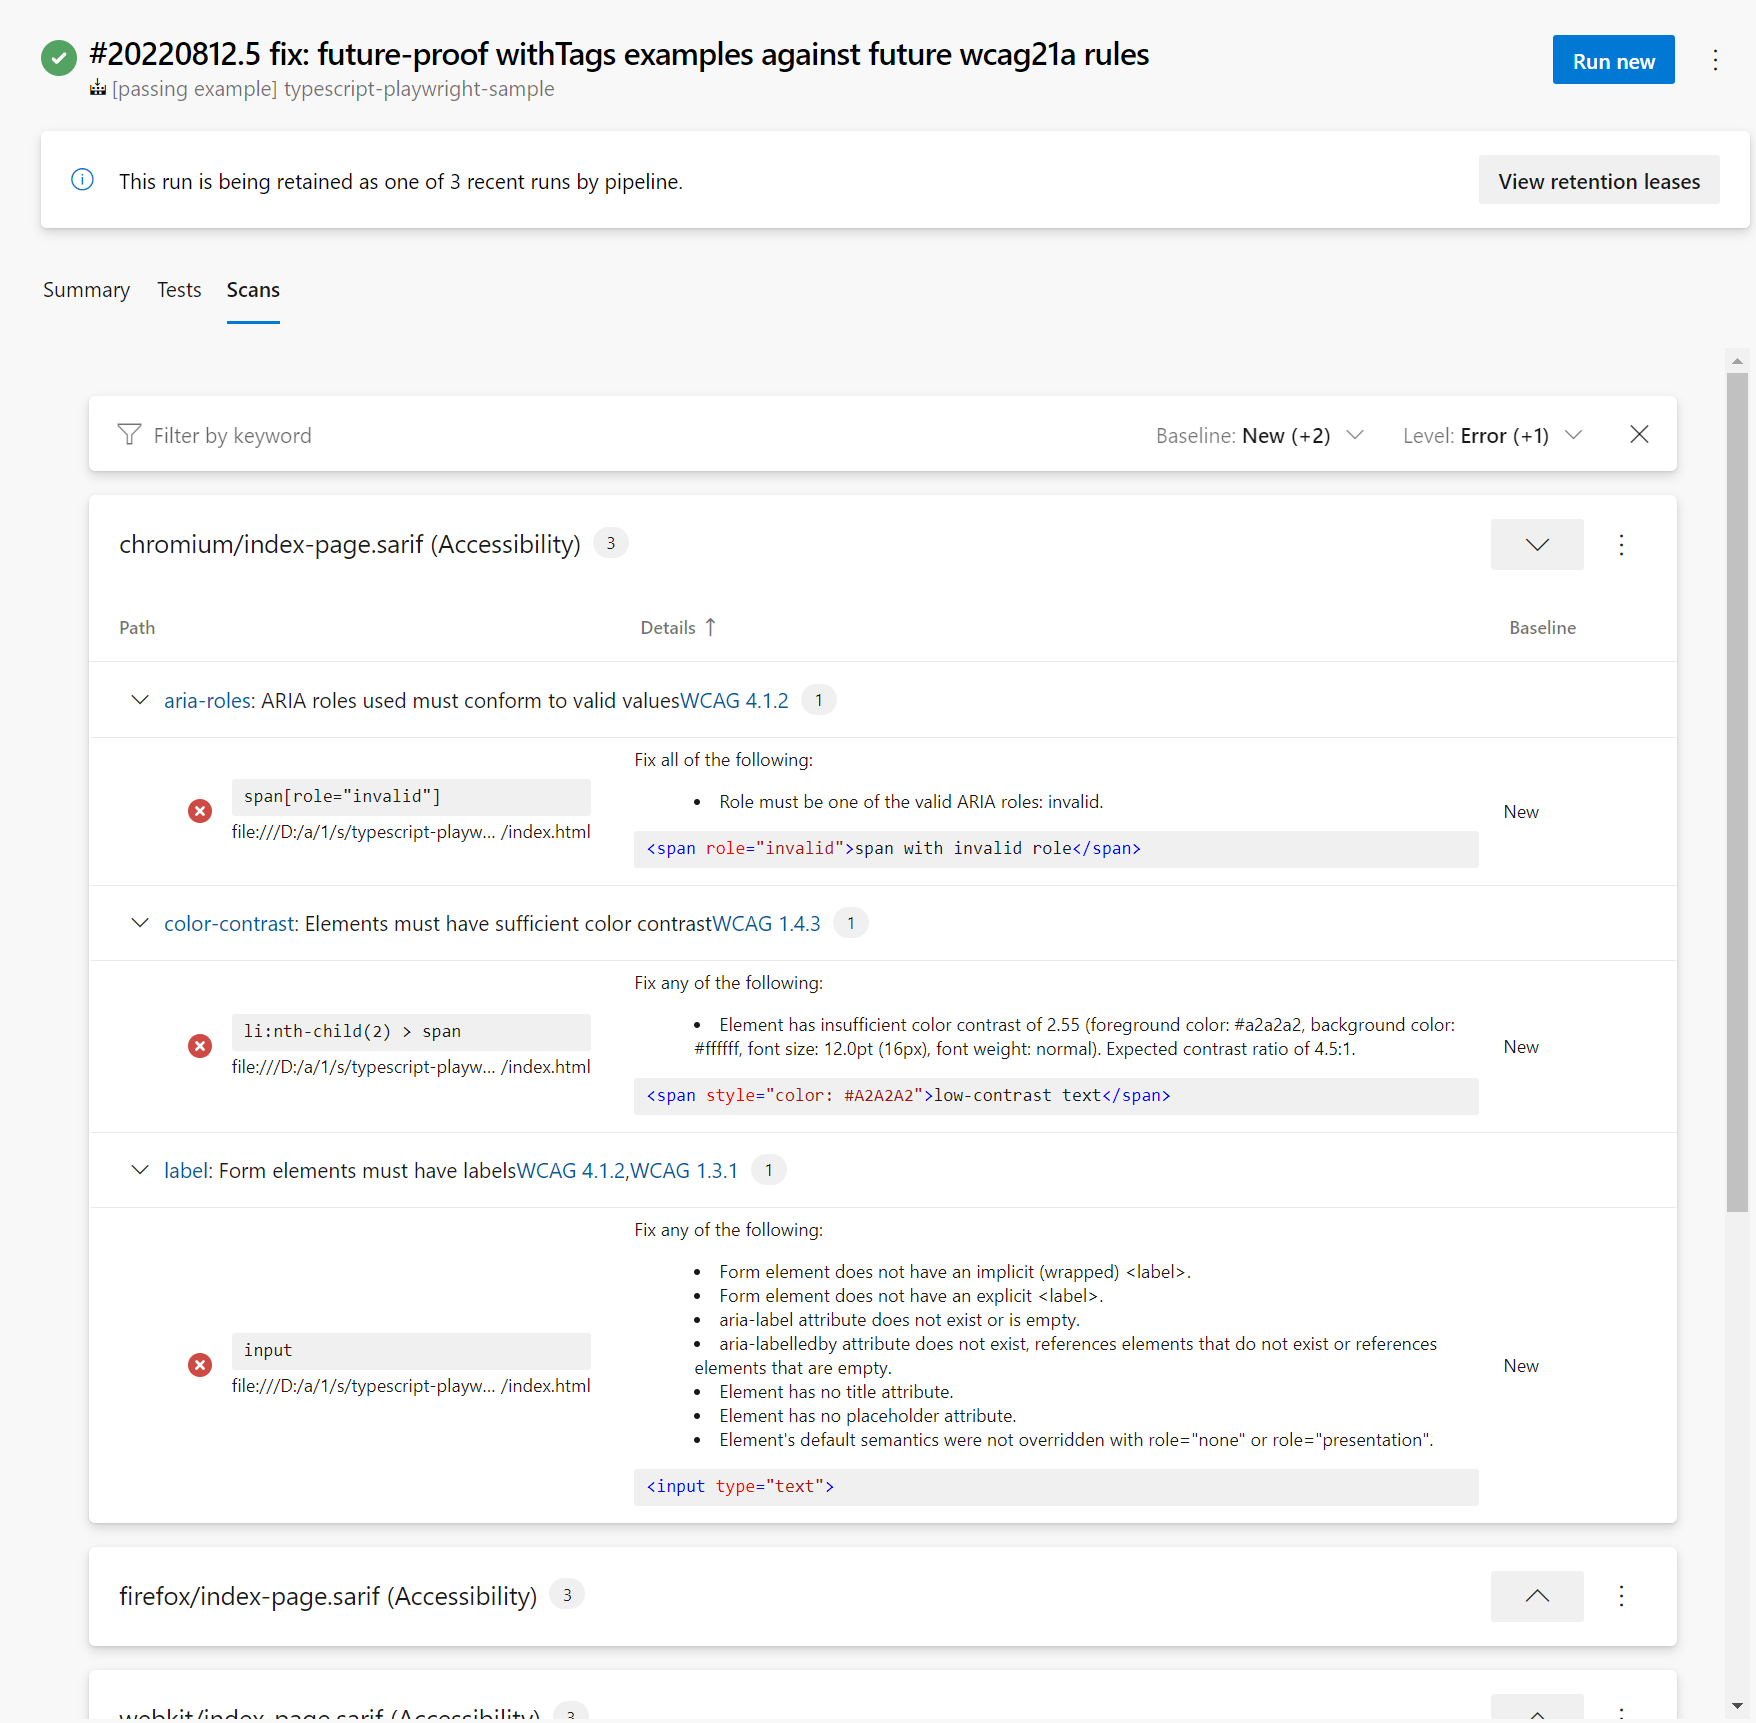 #20220812.5 fix: future-proof withTags examples against future wcag21a rules
[passing example] typescript-playwright-sample
Run new
This run is being retained as one of 3 recent runs by pipeline.
View retention leases
Summary Tests Scans
Filter by keyword
Baseline: New (+2)
Level: Error (+1)
chromium/index-page.sarif (Accessibility) 3
Path Details ↑ Baseline
aria-roles: ARIA roles used must conform to valid valuesWCAG 4.1.2 1
span[role="invalid"]
file:///D:/a/1/s/typescript-playw... /index.html
Fix all of the following:
• Role must be one of the valid ARIA roles: invalid.
<span role="invalid">span with invalid role</span>
New
color-contrast: Elements must have sufficient color contrastWCAG 1.4.3 1
li:nth-child(2) > span
file:///D:/a/1/s/typescript-playw... /index.html
Fix any of the following:
• Element has insufficient color contrast of 2.55 (foreground color: #a2a2a2, background color:
#ffffff, font size: 12.0pt (16px), font weight: normal). Expected contrast ratio of 4.5:1.
<span style="color: #A2A2A2">low-contrast text</span>
New
label: Form elements must have labelsWCAG 4.1.2,WCAG 1.3.1 1
input
file:///D:/a/1/s/typescript-playw... /index.html
Fix any of the following:
• Form element does not have an implicit (wrapped) <label>.
• Form element does not have an explicit <label>.
• aria-label attribute does not exist or is empty.
• aria-labelledby attribute does not exist, references elements that do not exist or references
elements that are empty.
• Element has no title attribute.
• Element has no placeholder attribute.
• Element's default semantics were not overridden with role="none" or role="presentation".
<input type="text">
New
firefox/index-page.sarif (Accessibility) 3
webkit/index-page.sarif (Accessibility) 3